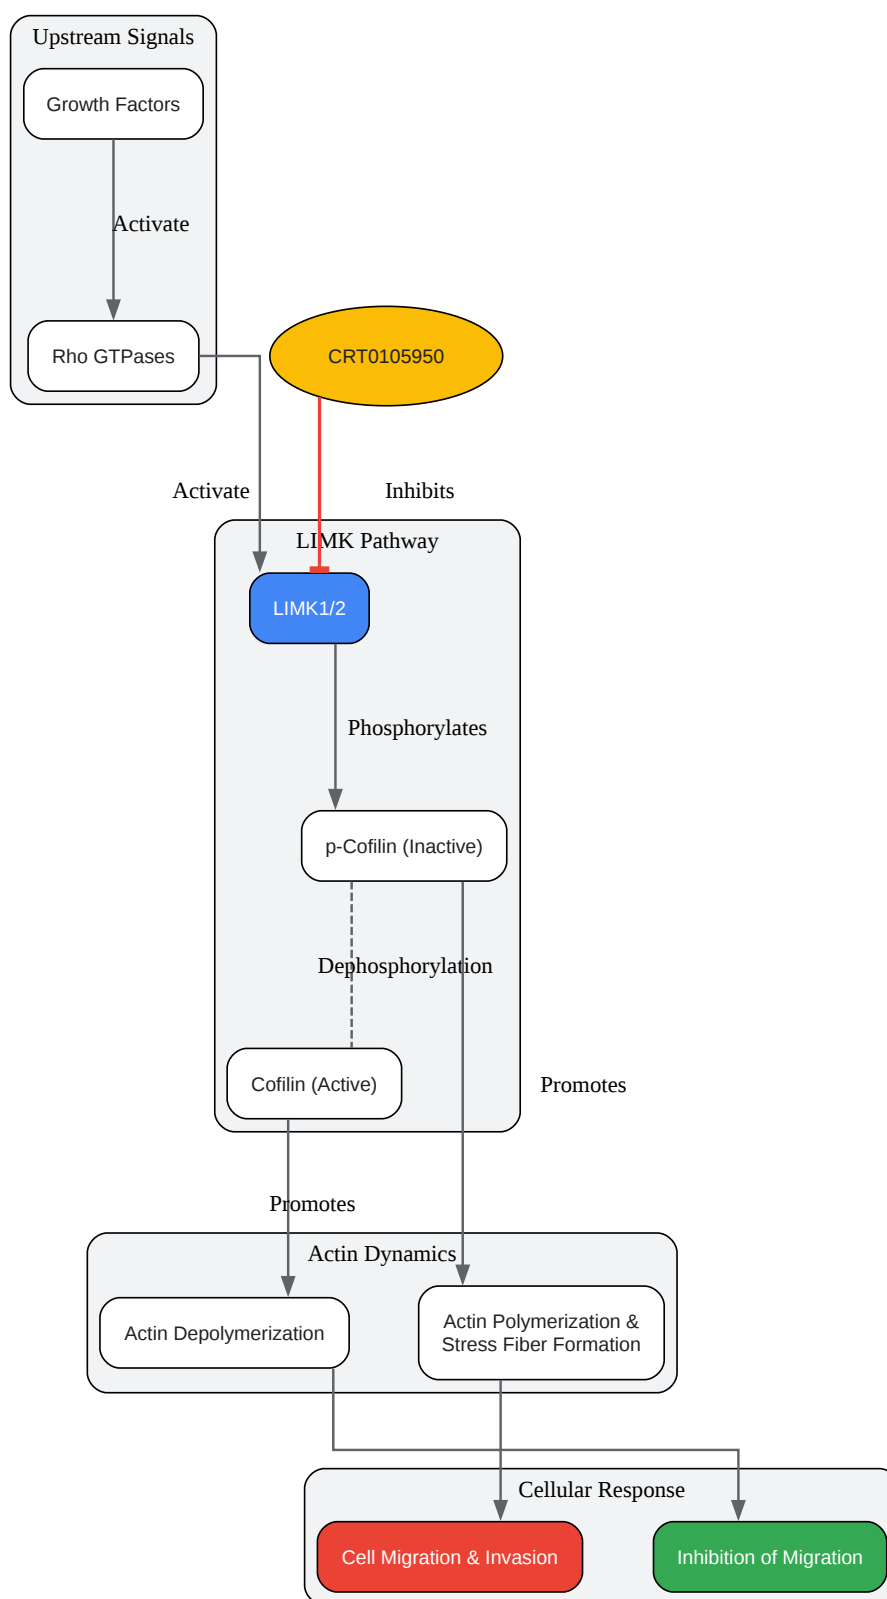 Upstream Signals
Growth Factors
Activate
Rho GTPases
CRT0105950
Activate
Inhibits
LIMK Pathway
LIMK1/2
Phosphorylates
p-Cofilin (Inactive)
Dephosphorylation
Cofilin (Active)
Promotes
Promotes
Actin Dynamics
Actin Depolymerization
Actin Polymerization &
Stress Fiber Formation
Cellular Response
Cell Migration & Invasion
Inhibition of Migration